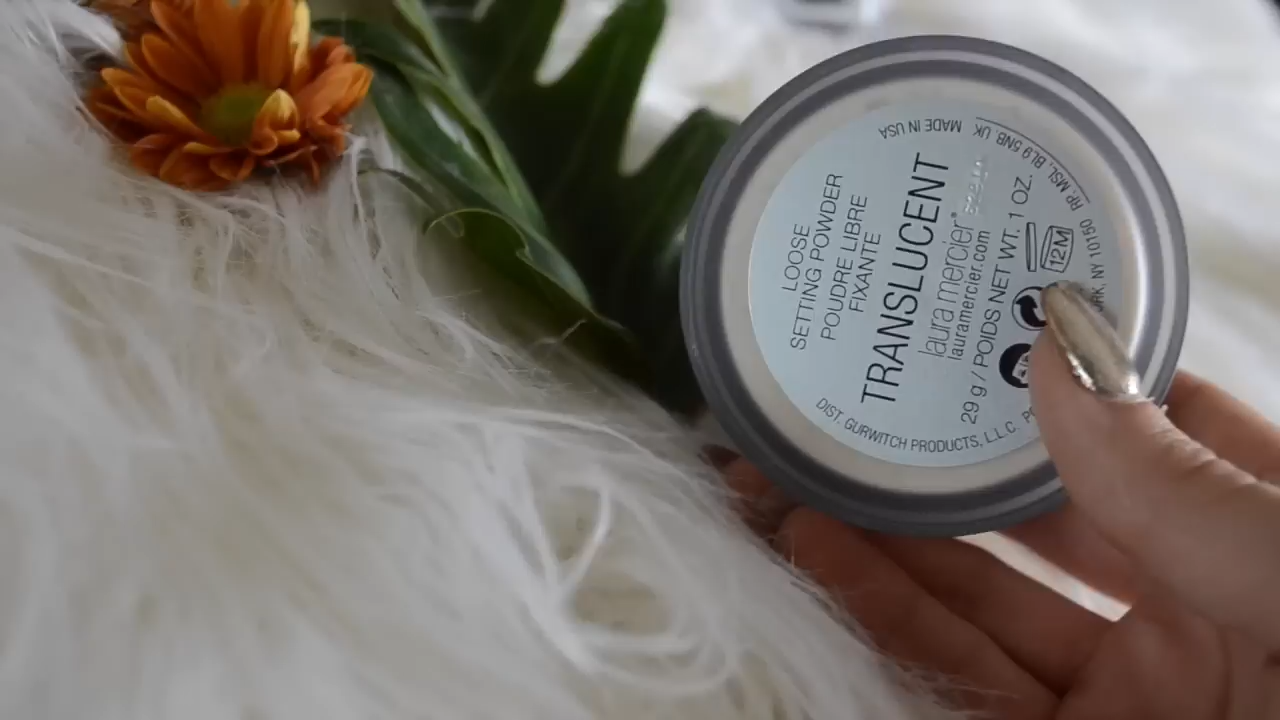 LOOSE
SETTING POWDER
POUDRE LIBRE
FIXANTE
TRANSLUCENT
laura mercier®
lauramercier.com
29 g / POIDS NET WT. 1 OZ.
12M
DIST. GURWITCH PRODUCTS, L.L.C.
NY 10150 RP, MSL, BL9 5NB, UK
MADE IN USA